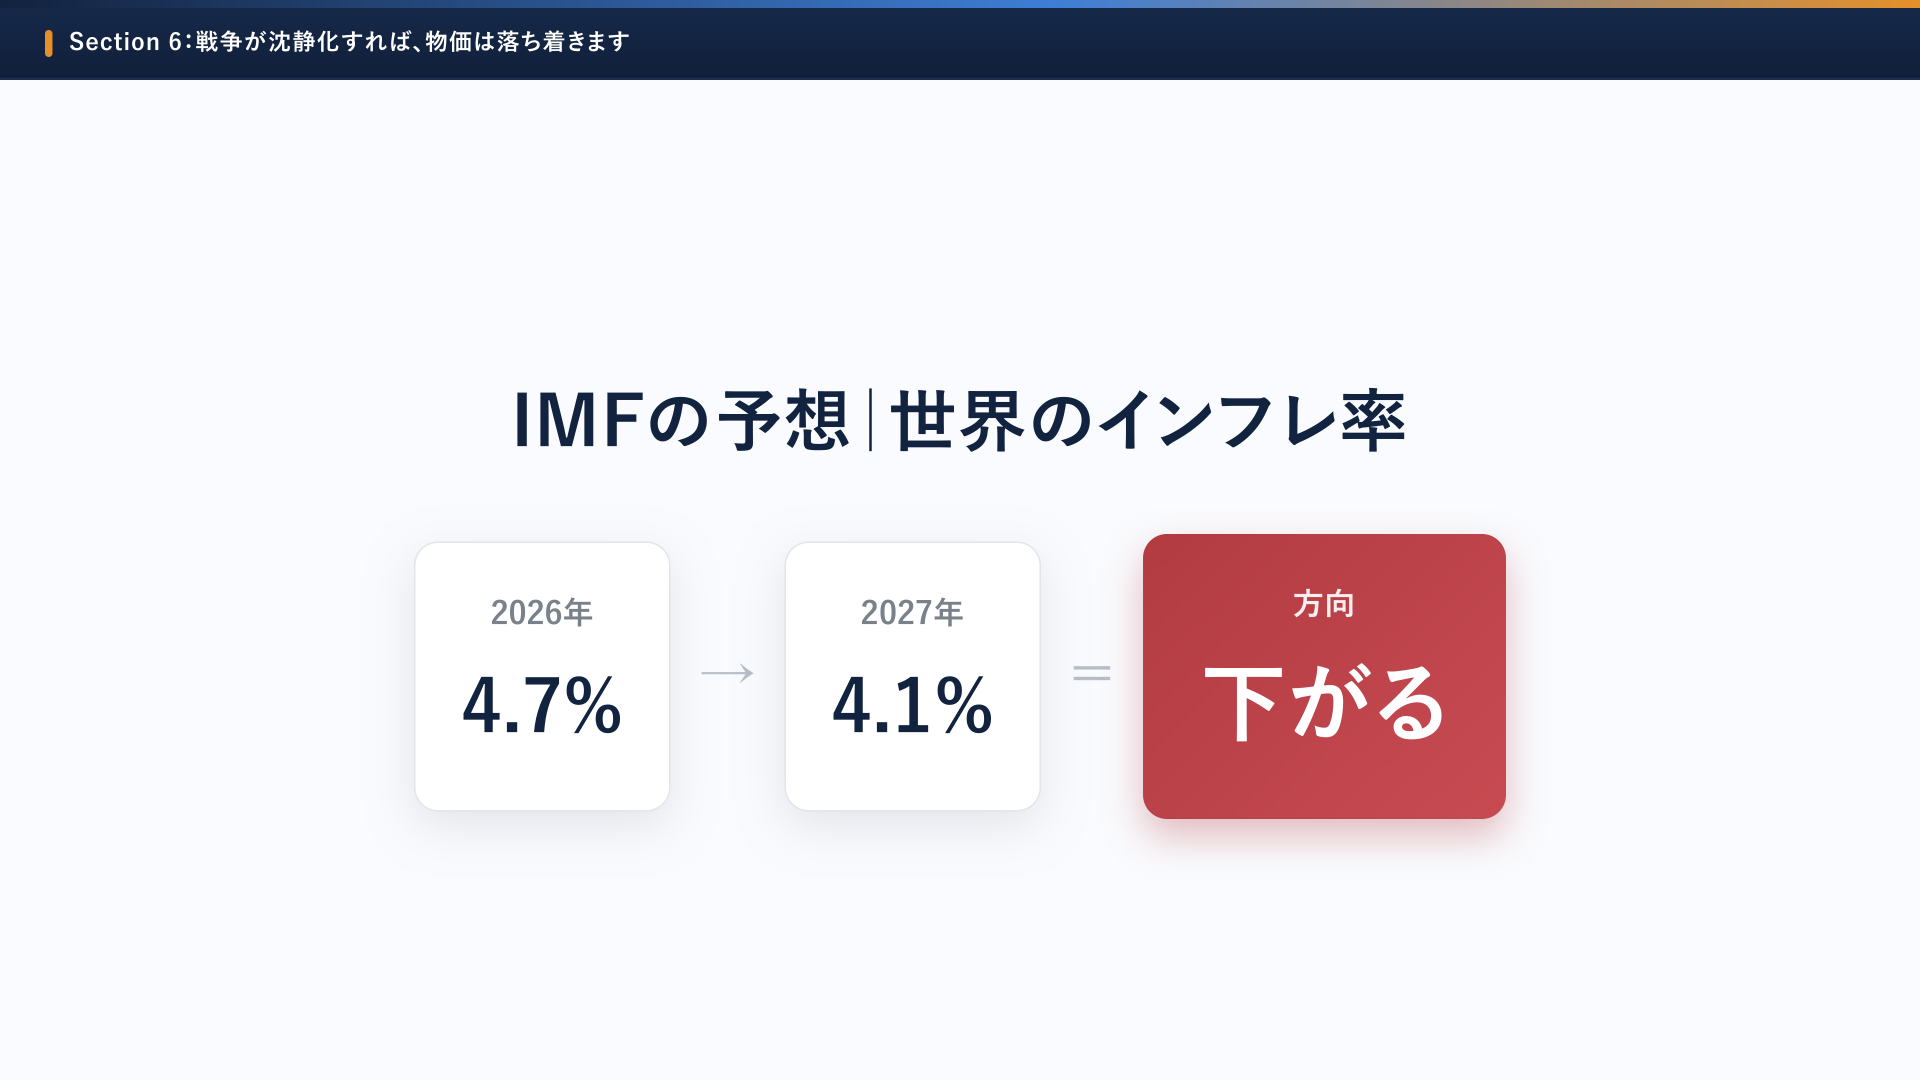 Section 6：戦争が沈静化すれば、物価は落ち着きます
IMFの予想｜世界のインフレ率
2026年
4.7%
→
2027年
4.1%
＝
方向
下がる